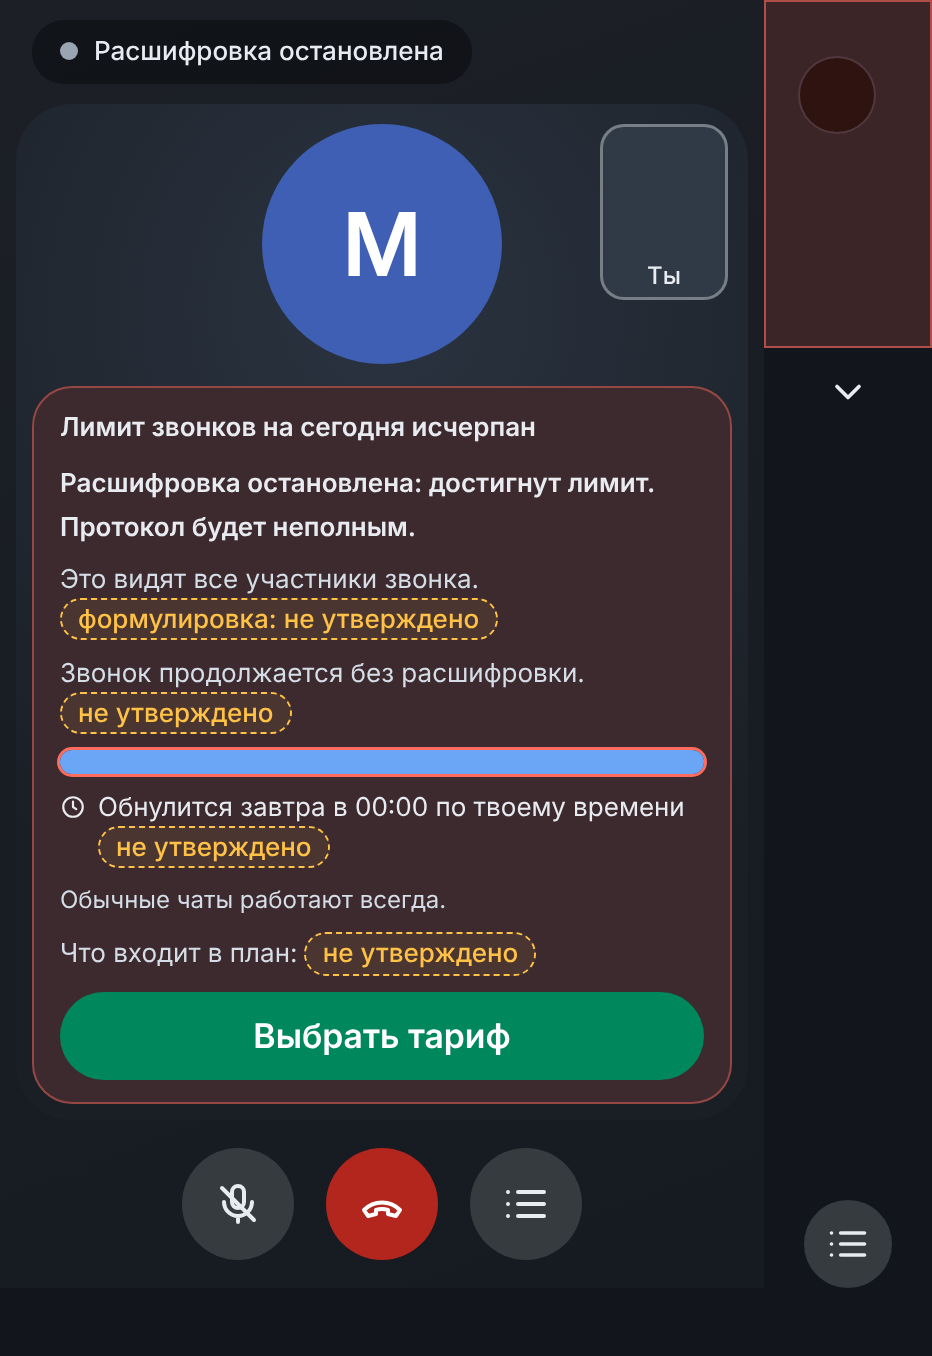 Расшифровка остановлена
М
Ты
Лимит звонков на сегодня исчерпан
Расшифровка остановлена: достигнут лимит.
Протокол будет неполным.
Это видят все участники звонка.
формулировка: не утверждено
Звонок продолжается без расшифровки.
не утверждено
Обнулится завтра в 00:00 по твоему времени
не утверждено
Обычные чаты работают всегда.
Что входит в план: не утверждено
Выбрать тариф